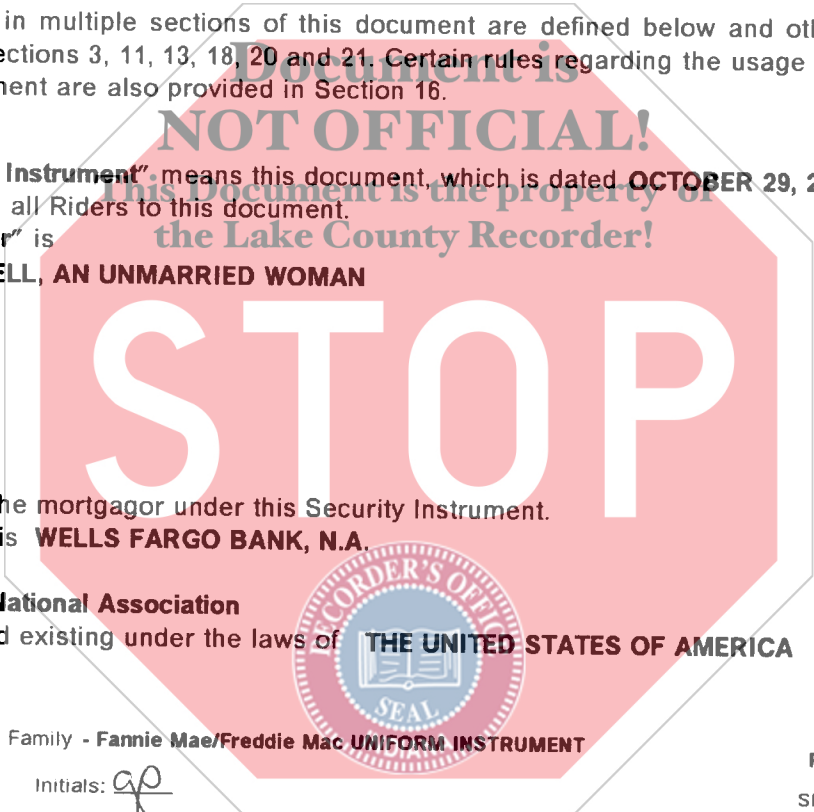 in multiple sections of this document are defined below and
ections 3, 11, 13, 18, 20 and 21. Certain rules regarding the usage
ment are also provided in Section 16.
Document is
NOT OFFICIAL!
This Document is the property of
the Lake County Recorder!
Instrument" means this document, which is dated OCTOBER 29, 2
all Riders to this document.
r" is
ELL, AN UNMARRIED WOMAN
STOP
he mortgagor under this Security Instrument.
is WELLS FARGO BANK, N.A.
National Association
d existing under the laws of THE UNITED STATES OF AMERICA
RECORDER'S OFFICE
SEAL
INDIANA
Family - Fannie Mae/Freddie Mac UNIFORM INSTRUMENT
Initials: